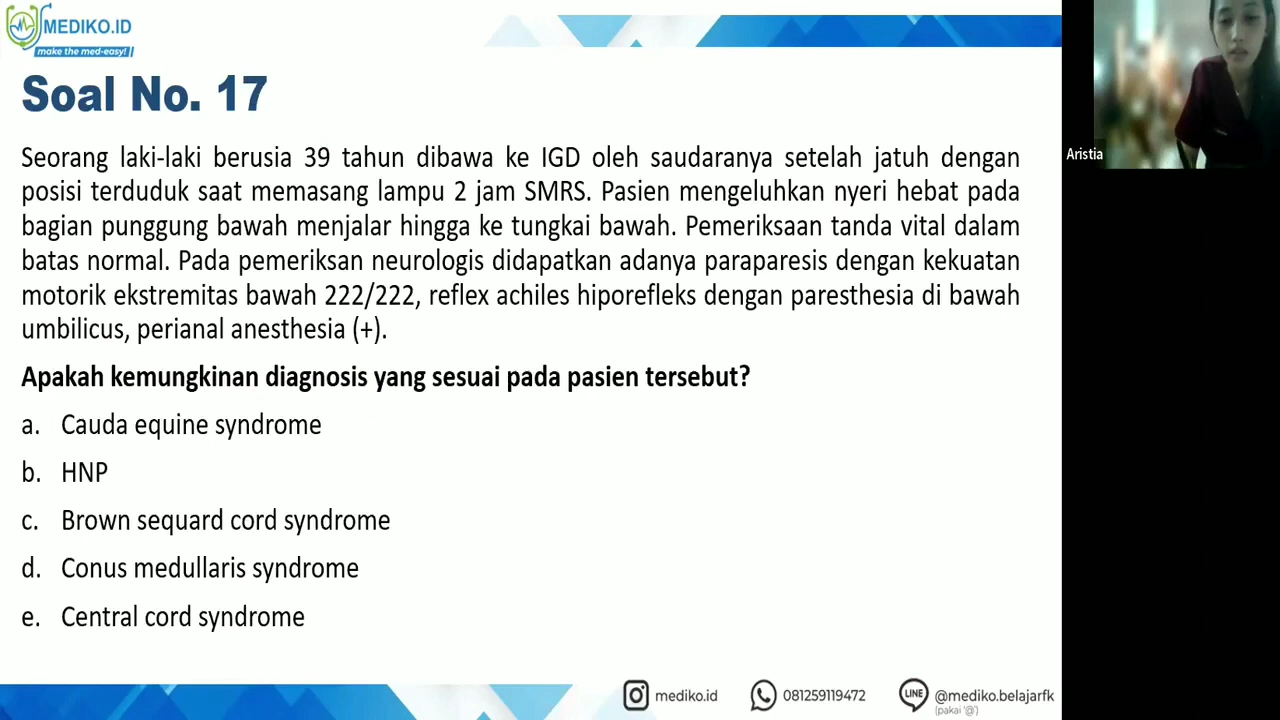 MEDIKO.ID
make the med-easy!
Soal No. 17
Seorang laki-laki berusia 39 tahun dibawa ke IGD oleh saudaranya setelah jatuh dengan
posisi terduduk saat memasang lampu 2 jam SMRS. Pasien mengeluhkan nyeri hebat pada
bagian punggung bawah menjalar hingga ke tungkai bawah. Pemeriksaan tanda vital dalam
batas normal. Pada pemeriksan neurologis didapatkan adanya paraparesis dengan kekuatan
motorik ekstremitas bawah 222/222, reflex achiles hiporefleks dengan paresthesia di bawah
umbilicus, perianal anesthesia (+).
Apakah kemungkinan diagnosis yang sesuai pada pasien tersebut?
a. Cauda equine syndrome
b. HNP
c. Brown sequard cord syndrome
d. Conus medullaris syndrome
e. Central cord syndrome
Aristia
mediko.id
081259119472
LINE
@mediko.belajarfk
(pakai '@')